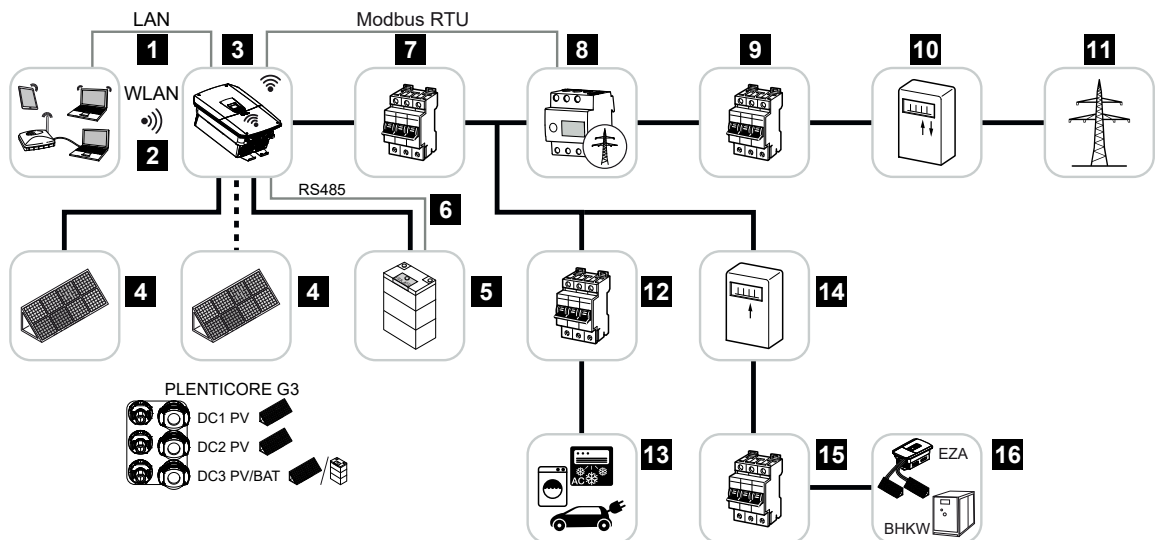 LAN
Modbus RTU
1
3
7
8
9
10
11
WLAN
2
RS485
6
4
4
5
12
14
PLENTICORE G3
DC1 PV
DC2 PV
DC3 PV/BAT
13
AC
15
EZA
16
BHKW